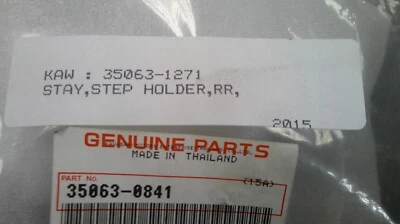 KAW : 35063-1271
STAY,STEP HOLDER,RR,
2015
GENUINE PARTS
MADE IN THAILAND
PART No.
(15A)
35063-0841